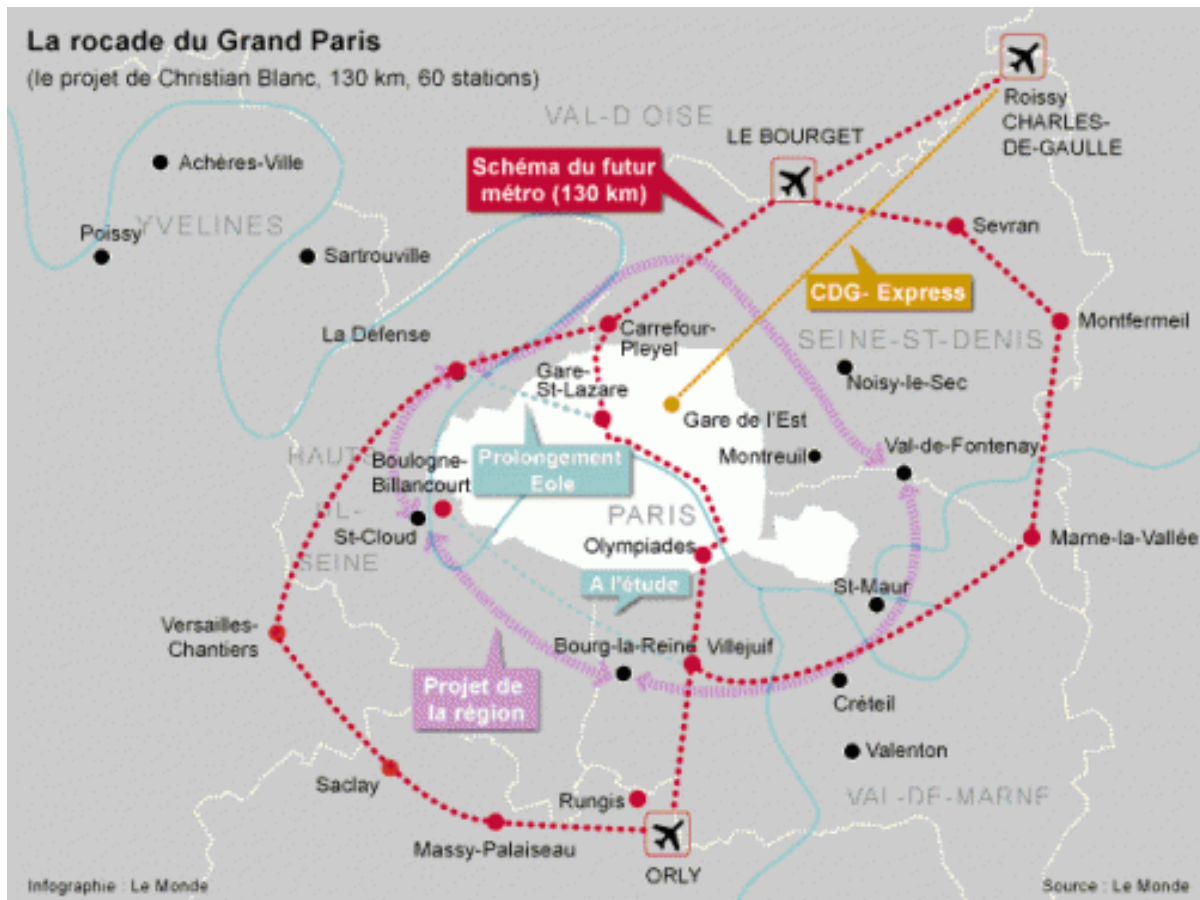 La rocade du Grand Paris
(le projet de Christian Blanc, 130 km, 60 stations)
Roissy
CHARLES-
DE-GAULLE
VAL-D'OISE
LE BOURGET
Achères-Ville
Schéma du futur
métro (130 km)
YVELINES
Poissy
Sartrouville
Sevran
CDG- Express
La Défense
Carrefour-
Pleyel
Montfermeil
SEINE-ST-DENIS
Gare-
St-Lazare
Noisy-le-Sec
Gare de l'Est
HAUTS
Boulogne-
Billancourt
Prolongement
Eole
Montreuil
Val-de-Fontenay
PARIS
St-Cloud
SEINE
Olympiades
Marne-la-Vallée
A l'étude
St-Maur
Versailles-
Chantiers
Bourg-la-Reine
Villejuif
Projet de
la région
Créteil
Valenton
Saclay
Rungis
VAL-DE-MARNE
Massy-Palaiseau
ORLY
Infographie : Le Monde
Source : Le Monde